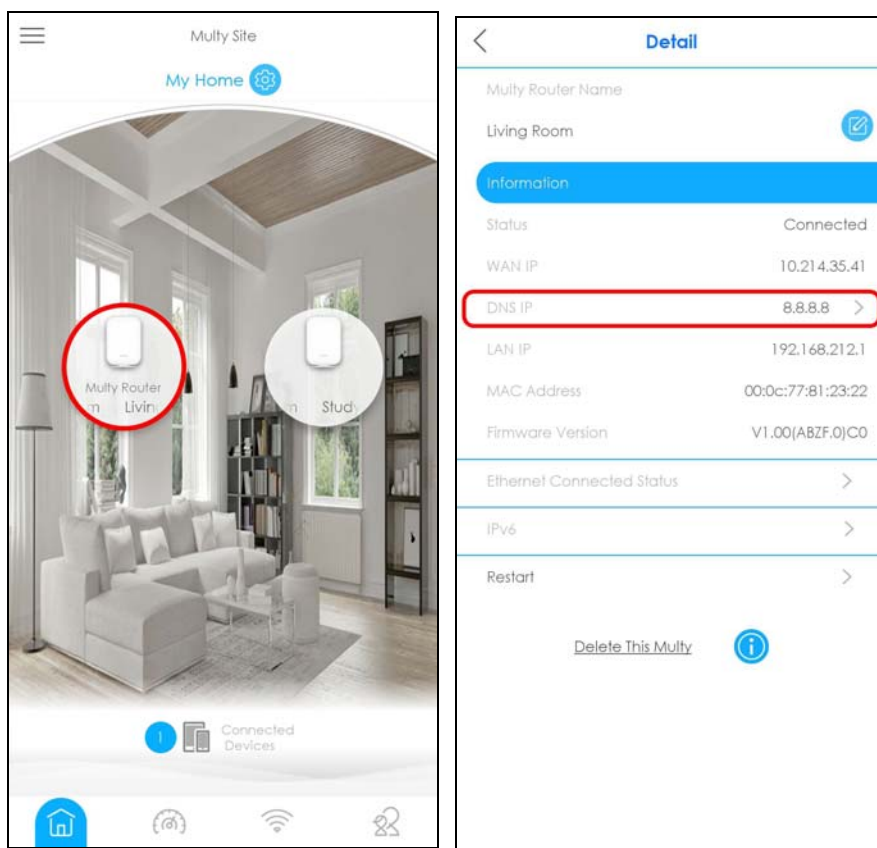 Multy Site
My Home
Multy Router
m Livin
n Study
1
Connected
Devices
Detail
Multy Router Name
Living Room
Information
Status Connected
WAN IP 10.214.35.41
DNS IP 8.8.8.8
LAN IP 192.168.212.1
MAC Address 00:0c:77:81:23:22
Firmware Version V1.00(ABZF.0)C0
Ethernet Connected Status
IPv6
Restart
Delete This Multy